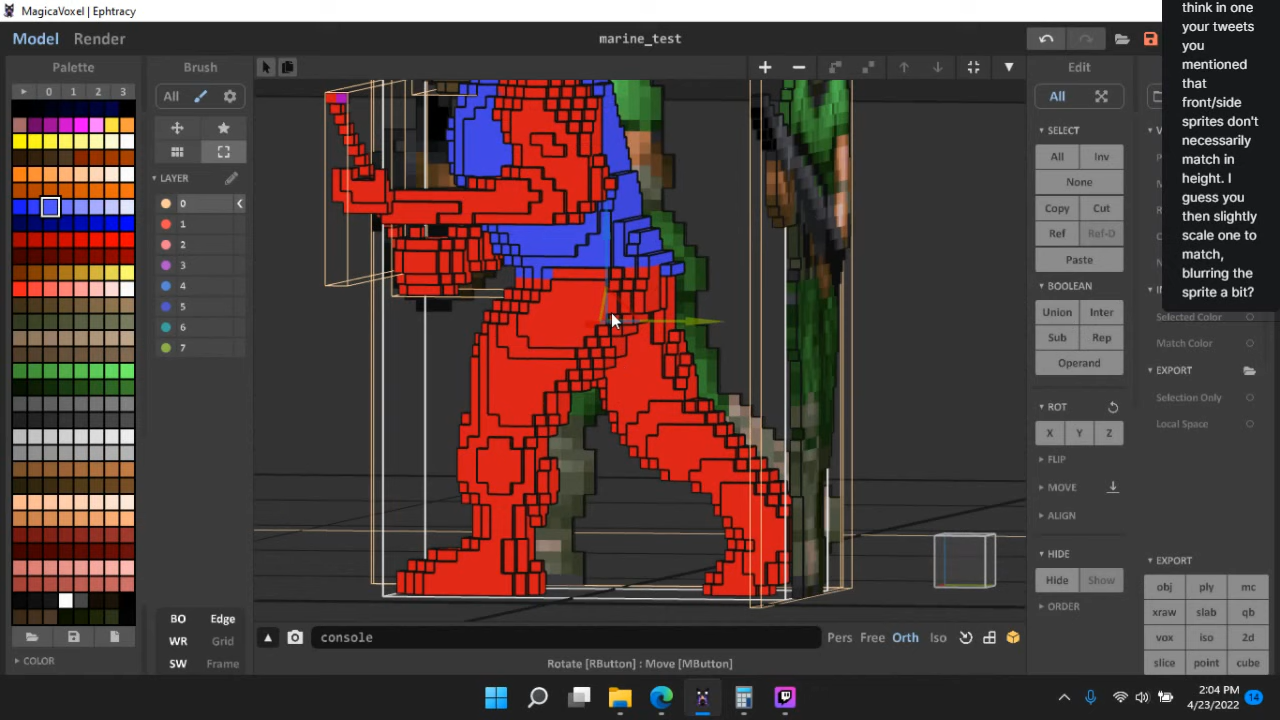 MagicaVoxel | Ephtracy
Model Render
marine_test
think in one
your tweets
you
mentioned
that
front/side
sprites don't
necessarily
match in
height. I
guess you
then slightly
scale one to
match,
blurring the
sprite a bit?
Palette
0 1 2 3
COLOR
Brush
All
LAYER
0
1
2
3
4
5
6
7
BO Edge
WR Grid
SW Frame
console
Pers Free Orth Iso
Rotate [RButton] : Move [MButton]
Edit
All
SELECT
All Inv
None
Copy Cut
Ref Ref-D
Paste
BOOLEAN
Union Inter
Sub Rep
Operand
ROT
X Y Z
FLIP
MOVE
ALIGN
HIDE
Hide Show
ORDER
Selected Color
Match Color
EXPORT
Selection Only
Local Space
EXPORT
obj ply mc
xraw slab qb
vox iso 2d
slice point cube
2:04 PM
4/23/2022
14